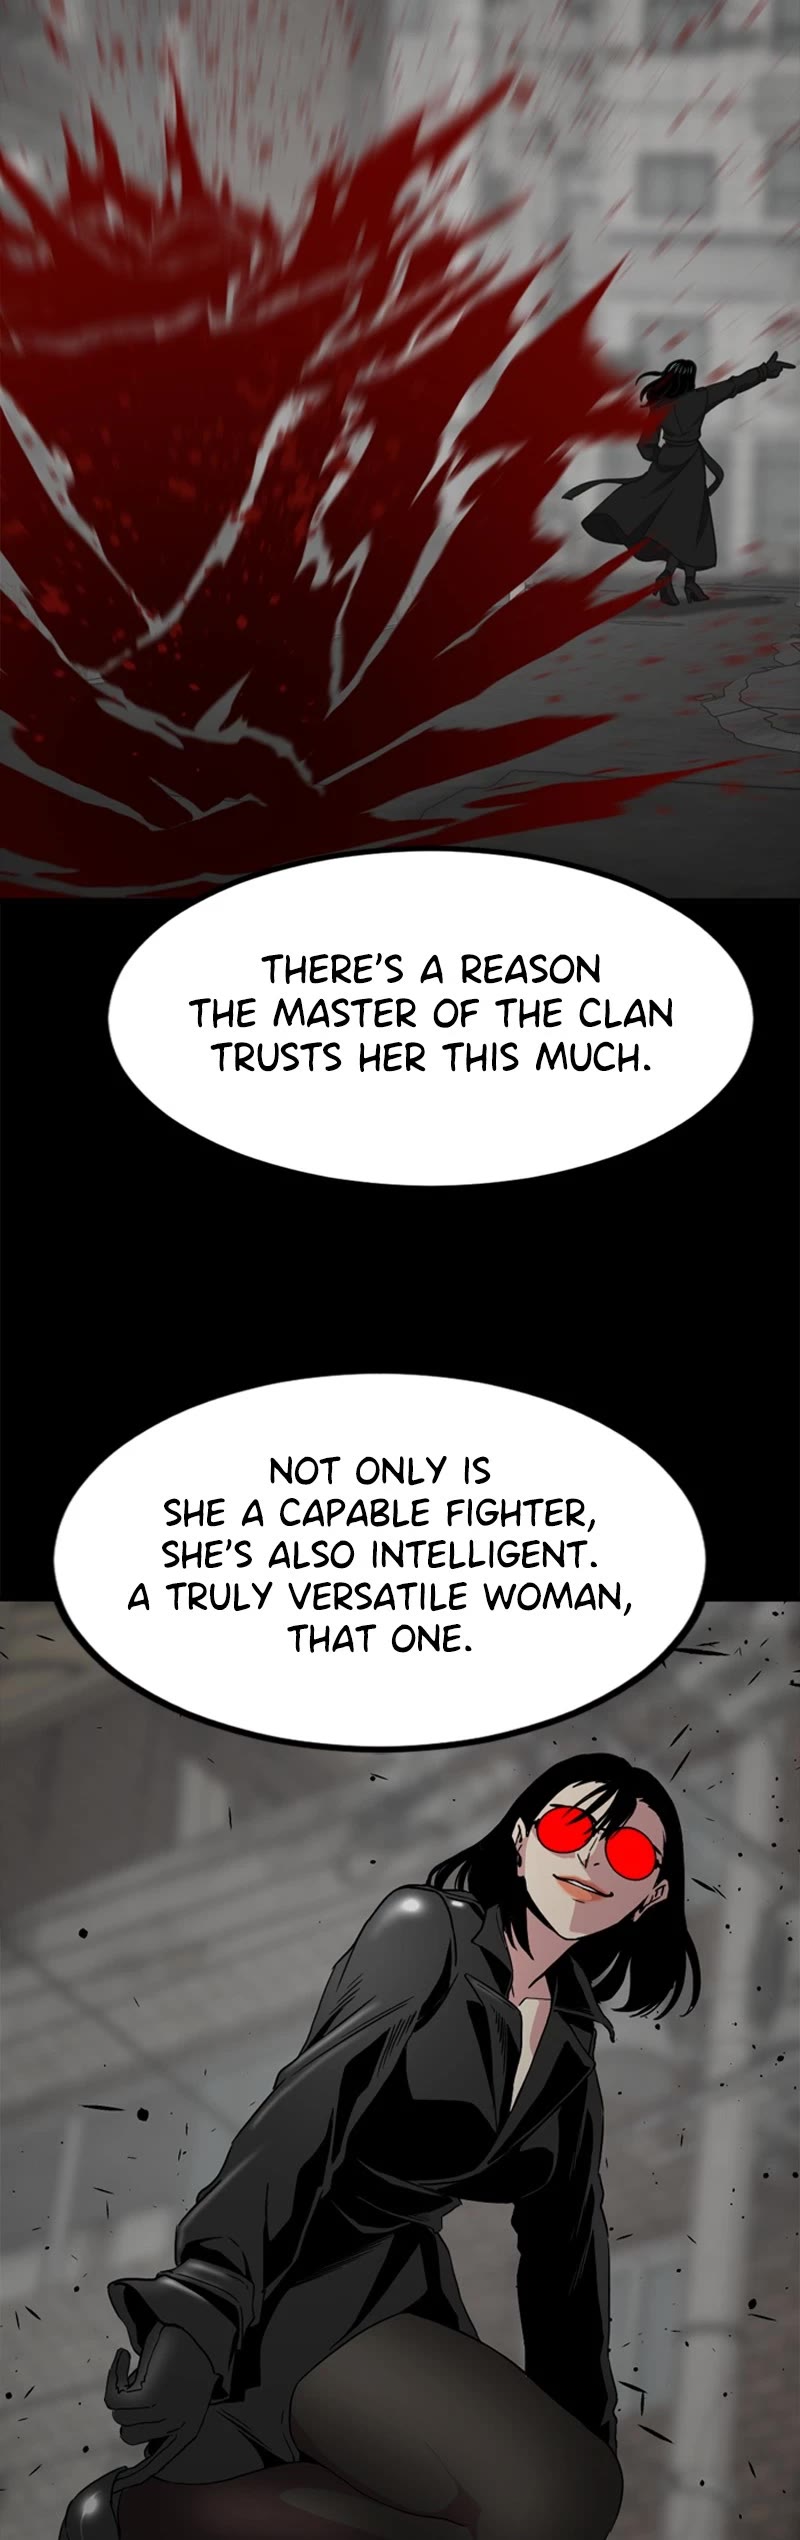 THERE'S A REASON
THE MASTER OF THE CLAN
TRUSTS HER THIS MUCH.
NOT ONLY IS
SHE A CAPABLE FIGHTER,
SHE'S ALSO INTELLIGENT.
A TRULY VERSATILE WOMAN,
THAT ONE.